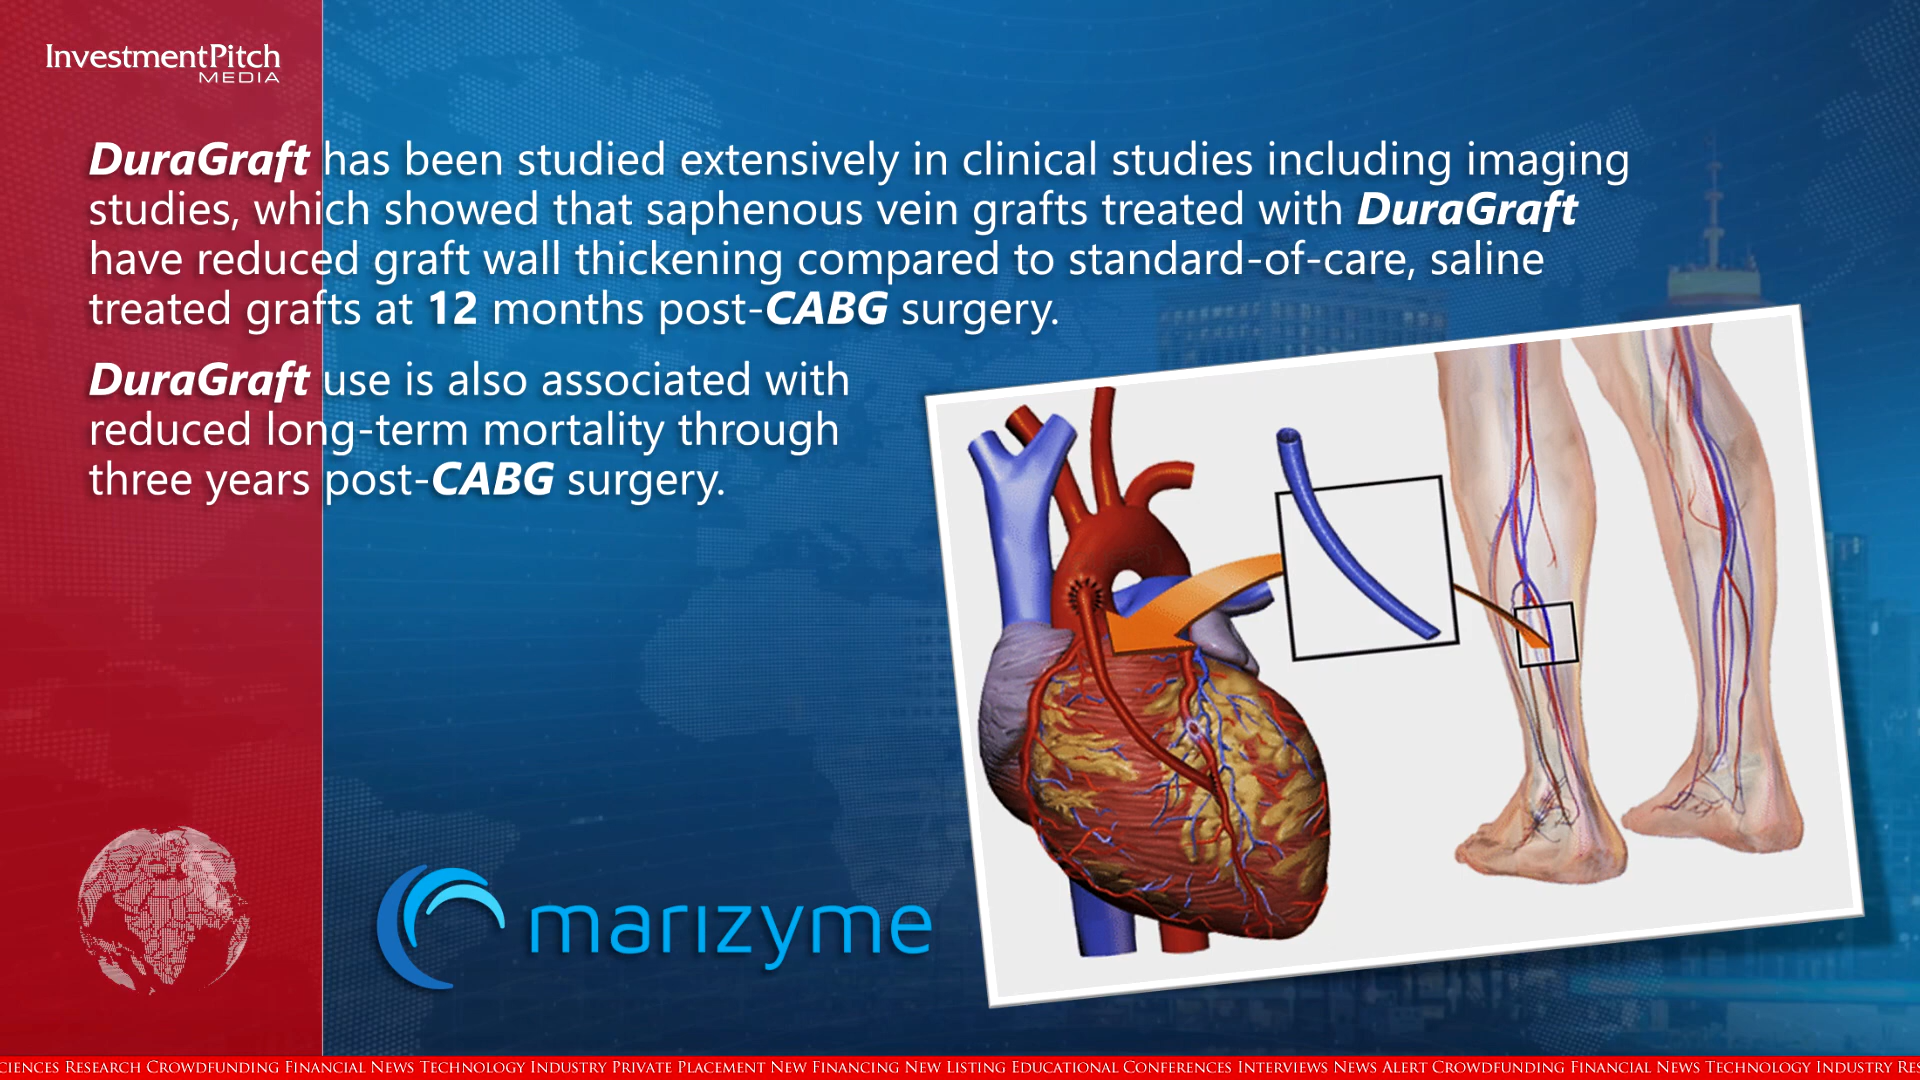 InvestmentPitch
MEDIA
DuraGraft has been studied extensively in clinical studies including imaging
studies, which showed that saphenous vein grafts treated with DuraGraft
have reduced graft wall thickening compared to standard-of-care, saline
treated grafts at 12 months post-CABG surgery.
DuraGraft use is also associated with
reduced long-term mortality through
three years post-CABG surgery.
marizyme
CIENCES RESEARCH CROWDFUNDING FINANCIAL NEWS TECHNOLOGY INDUSTRY PRIVATE PLACEMENT NEW FINANCING NEW LISTING EDUCATIONAL CONFERENCES INTERVIEWS NEWS ALERT CROWDFUNDING FINANCIAL NEWS TECHNOLOGY INDUSTRY RES